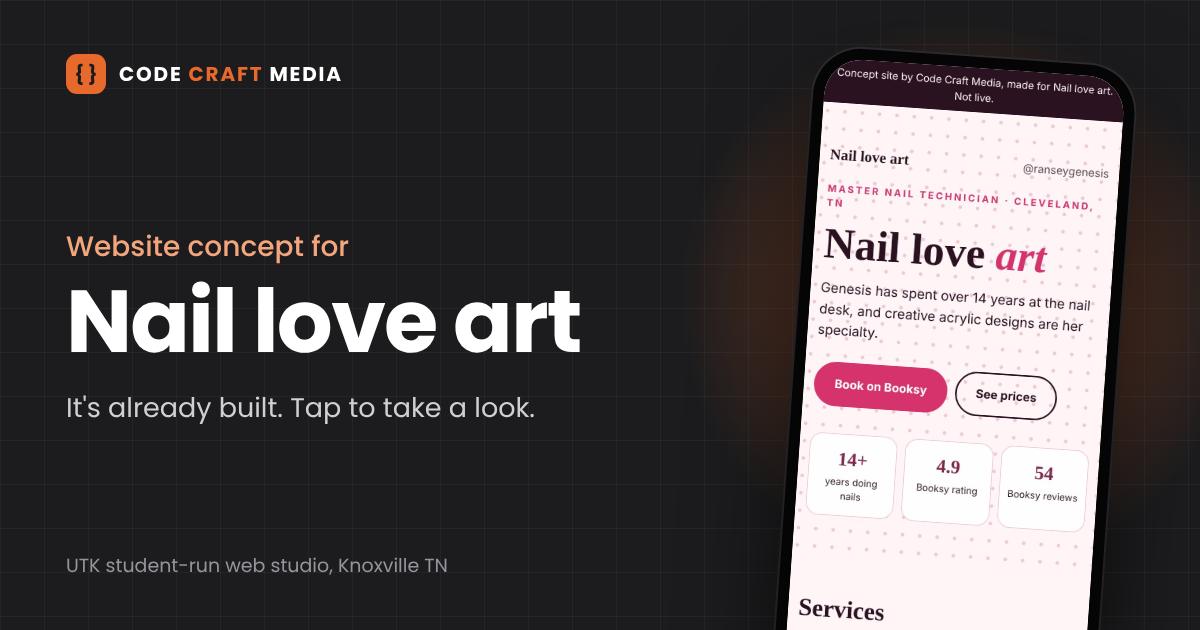 { } CODE CRAFT MEDIA
Website concept for
Nail love art
It's already built. Tap to take a look.
UTK student-run web studio, Knoxville TN
Concept site by Code Craft Media, made for Nail love art.
Not live.
Nail love art
@ranseygenesis
MASTER NAIL TECHNICIAN · CLEVELAND,
TN
Nail love art
Genesis has spent over 14 years at the nail
desk, and creative acrylic designs are her
specialty.
Book on Booksy
See prices
14+
years doing
nails
4.9
Booksy rating
54
Booksy reviews
Services